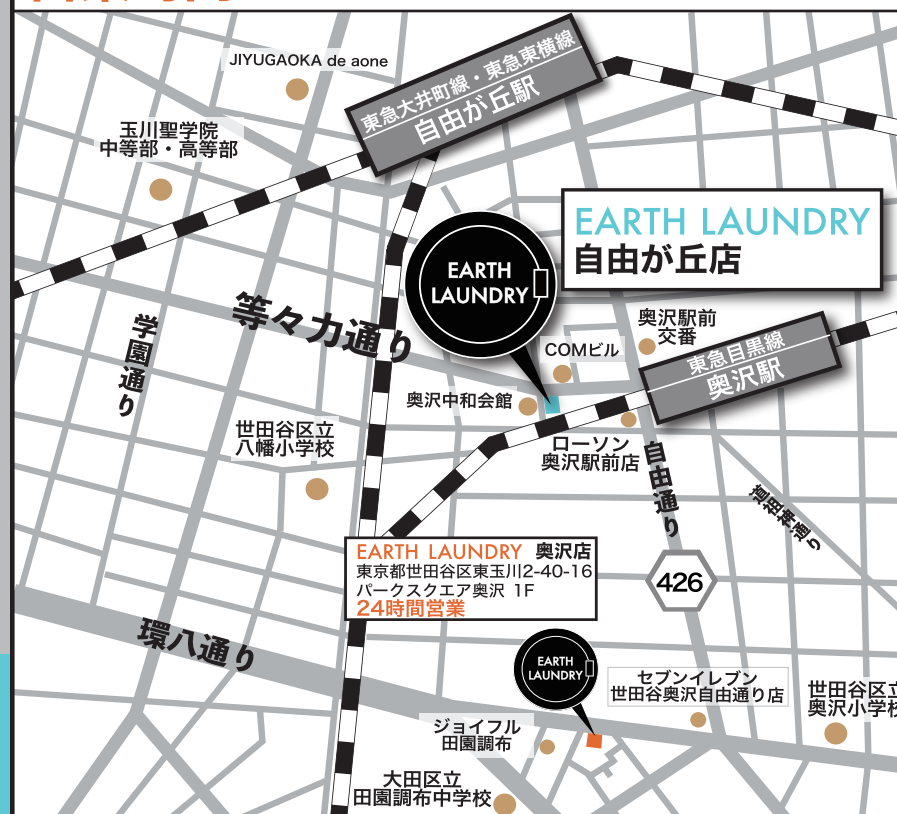 JIYUGAOKA de aone
東急大井町線・東急東横線
自由が丘駅
玉川聖学院
中等部・高等部
EARTH LAUNDRY
自由が丘店
EARTH
LAUNDRY
等々力通り
学園通り
奥沢駅前
交番
COMビル
東急目黒線
奥沢駅
奥沢中和会館
世田谷区立
八幡小学校
ローソン
奥沢駅前店
自由通り
道祖神通り
EARTH LAUNDRY 奥沢店
東京都世田谷区東玉川2-40-16
パークスクエア奥沢 1F
24時間営業
426
環八通り
EARTH
LAUNDRY
セブンイレブン
世田谷奥沢自由通り店
世田谷区立
奥沢小学校
ジョイフル
田園調布
大田区立
田園調布中学校